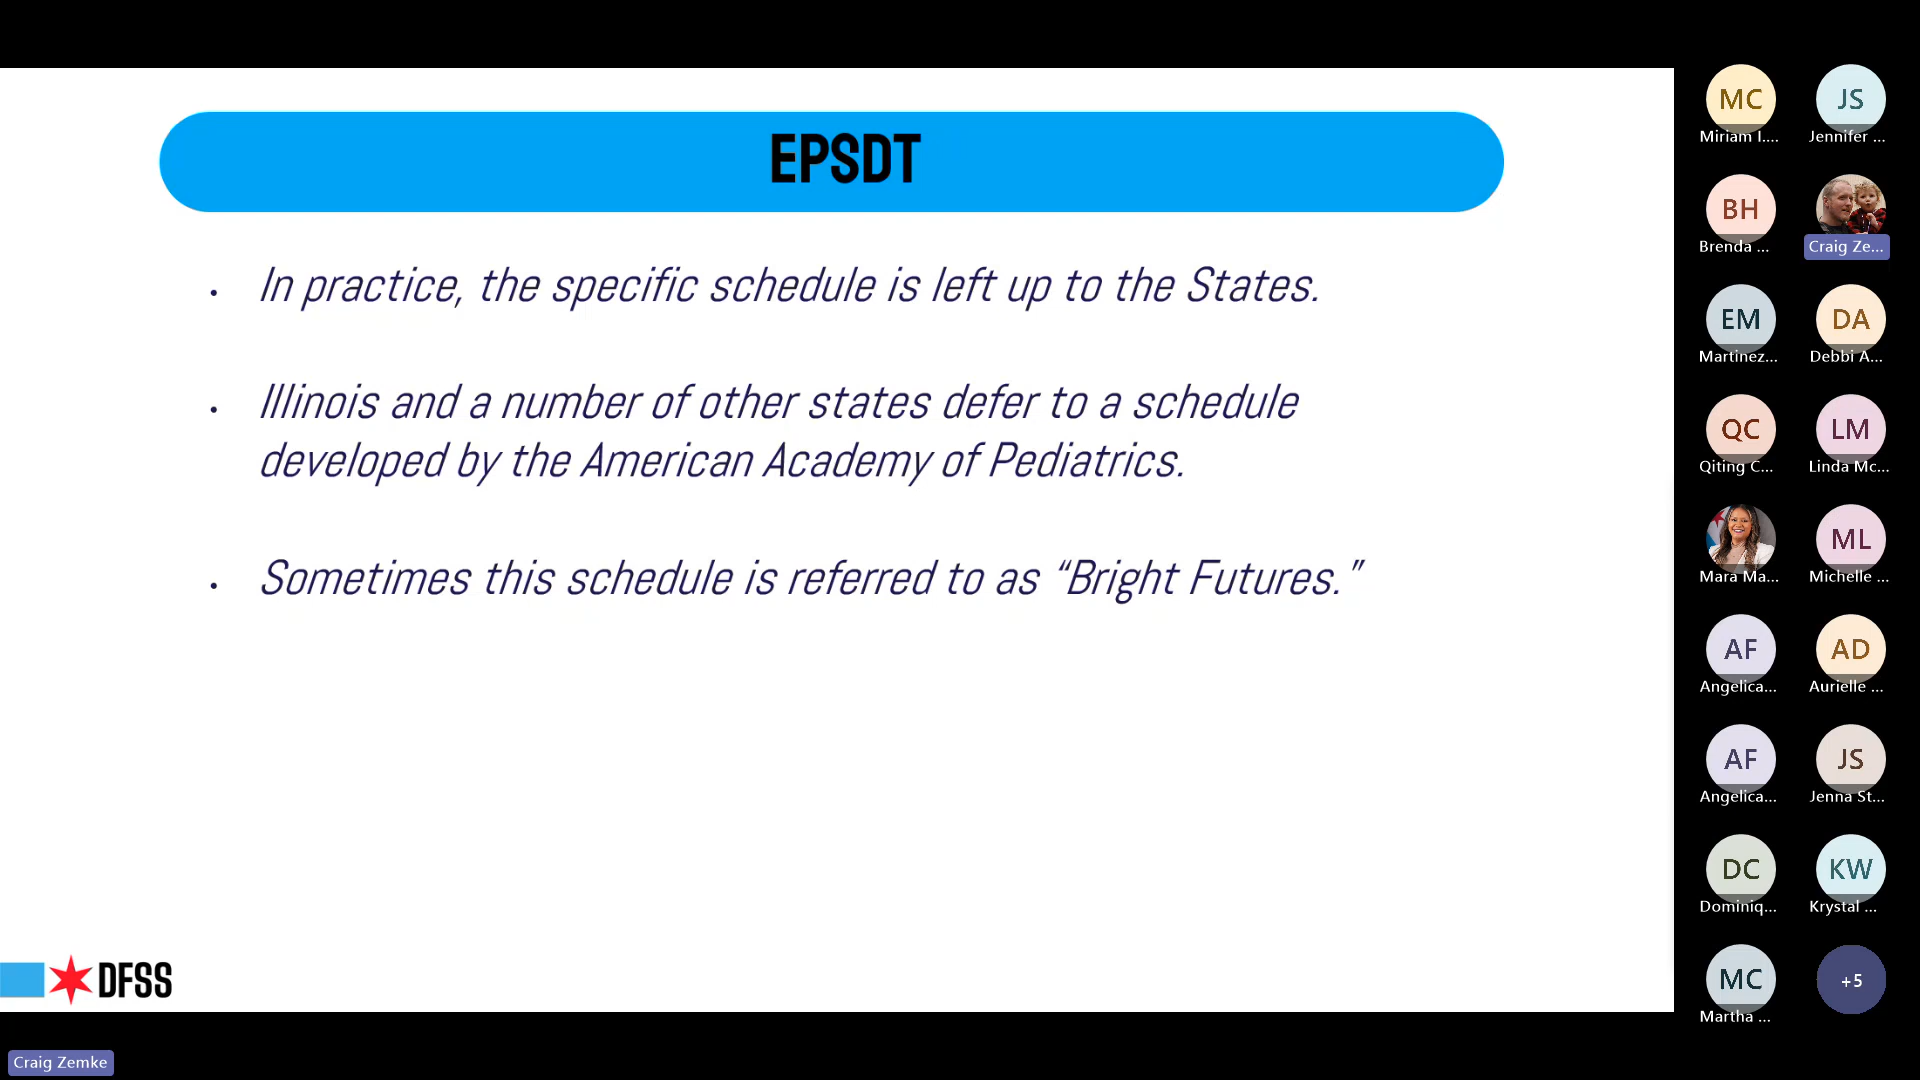 EPSDT
• In practice, the specific schedule is left up to the States.
• Illinois and a number of other states defer to a schedule
developed by the American Academy of Pediatrics.
• Sometimes this schedule is referred to as “Bright Futures.”
DFSS
Craig Zemke
MC
Miriam I....
JS
Jennifer ...
BH
Brenda ...
Craig Ze...
EM
Martinez...
DA
Debbi A...
QC
Qiting C...
LM
Linda Mc...
Mara Ma...
ML
Michelle ...
AF
Angelica...
AD
Aurielle ...
AF
Angelica...
JS
Jenna St...
DC
Dominiq...
KW
Krystal ...
MC
Martha ...
+5